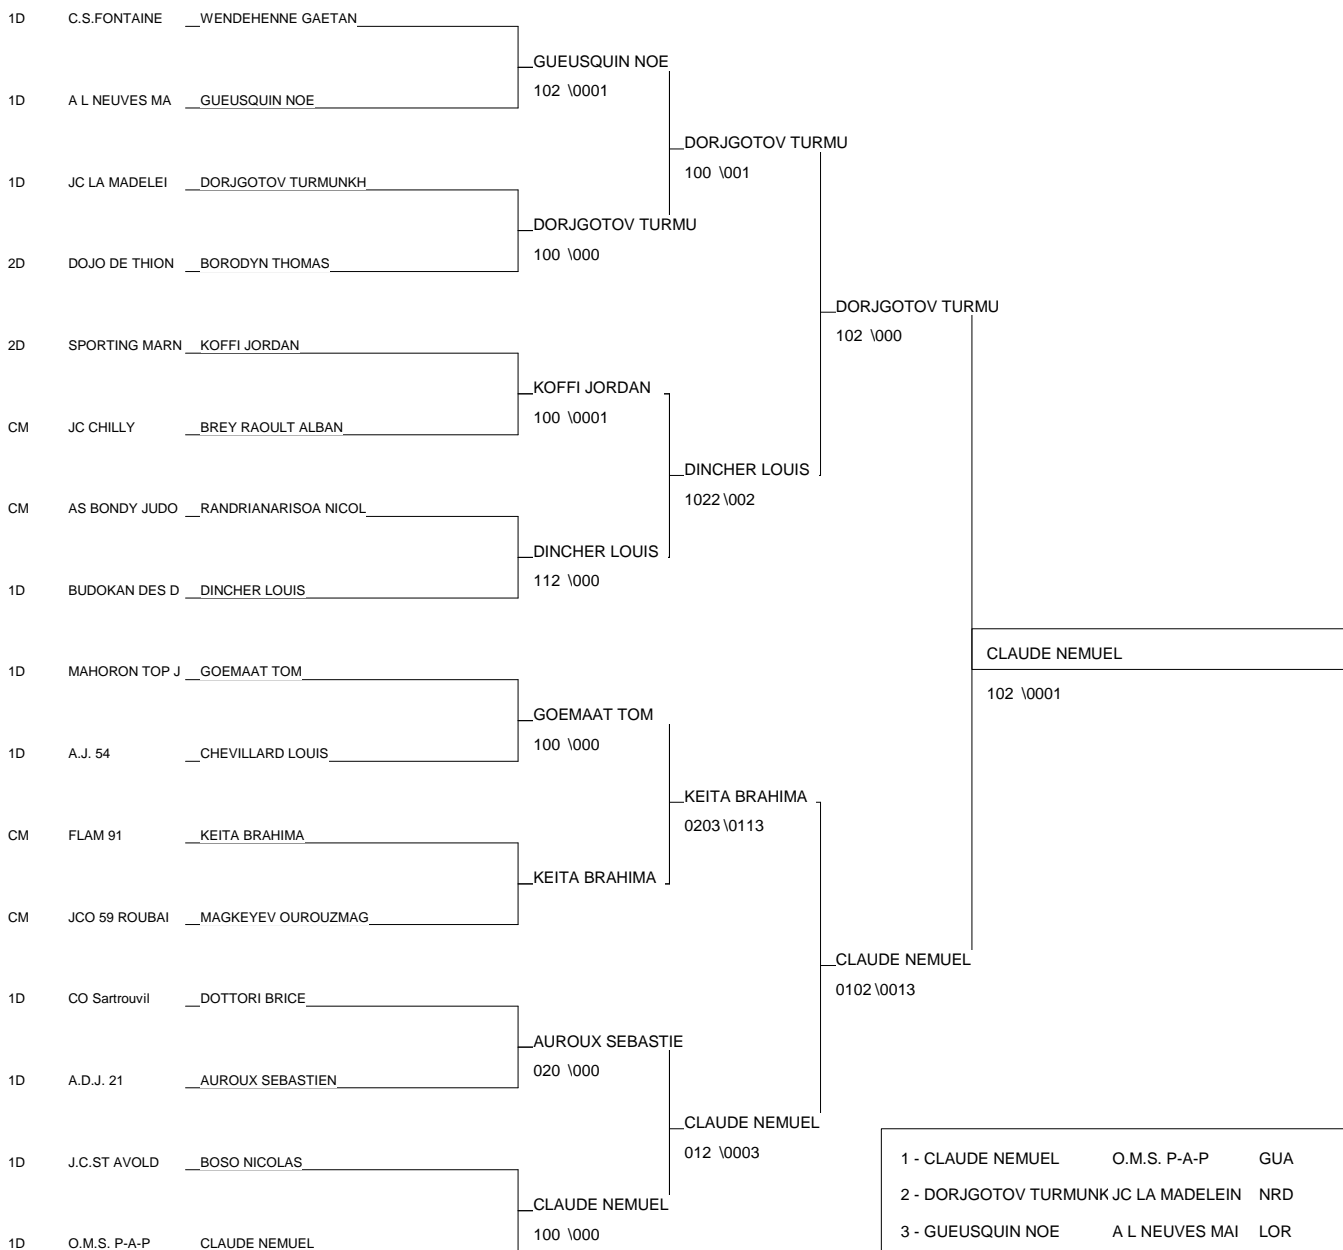 1D C.S.FONTAINE WENDEHENNE GAETAN
GUEUSQUIN NOE
102 \0001
1D A L NEUVES MA GUEUSQUIN NOE
DORJGOTOV TURMU
100 \001
1D JC LA MADELEI DORJGOTOV TURMUNKH
DORJGOTOV TURMU
100 \000
2D DOJO DE THION BORODYN THOMAS
DORJGOTOV TURMU
102 \000
2D SPORTING MARN KOFFI JORDAN
KOFFI JORDAN
100 \0001
CM JC CHILLY BREY RAOULT ALBAN
DINCHER LOUIS
1022 \002
CM AS BONDY JUDO RANDRIANARISOA NICOL
DINCHER LOUIS
112 \000
1D BUDOKAN DES D DINCHER LOUIS
CLAUDE NEMUEL
102 \0001
1D MAHORON TOP J GOEMAAT TOM
GOEMAAT TOM
100 \000
1D A.J. 54 CHEVILLARD LOUIS
KEITA BRAHIMA
0203 \0113
CM FLAM 91 KEITA BRAHIMA
KEITA BRAHIMA
CM JCO 59 ROUBAI MAGKEYEV OUROUZMAG
CLAUDE NEMUEL
0102 \0013
1D CO Sartrouvil DOTTORI BRICE
AUROUX SEBASTIE
020 \000
1D A.D.J. 21 AUROUX SEBASTIEN
CLAUDE NEMUEL
012 \0003
1D J.C.ST AVOLD BOSO NICOLAS
CLAUDE NEMUEL
100 \000
1D O.M.S. P-A-P CLAUDE NEMUEL
1 - CLAUDE NEMUEL O.M.S. P-A-P GUA
2 - DORJGOTOV TURMUNK JC LA MADELEIN NRD
3 - GUEUSQUIN NOE A L NEUVES MAI LOR